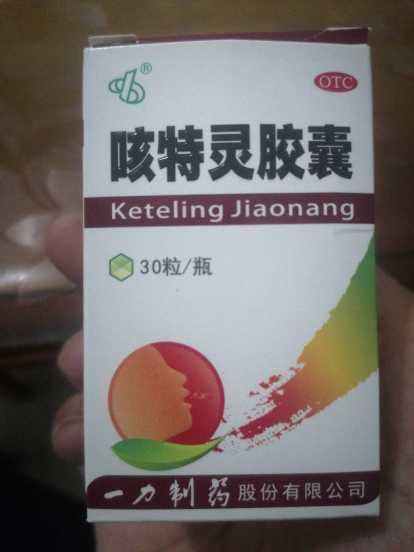 ®
OTC
咳特灵胶囊
Keteling Jiaonang
30粒/瓶
一力制药股份有限公司